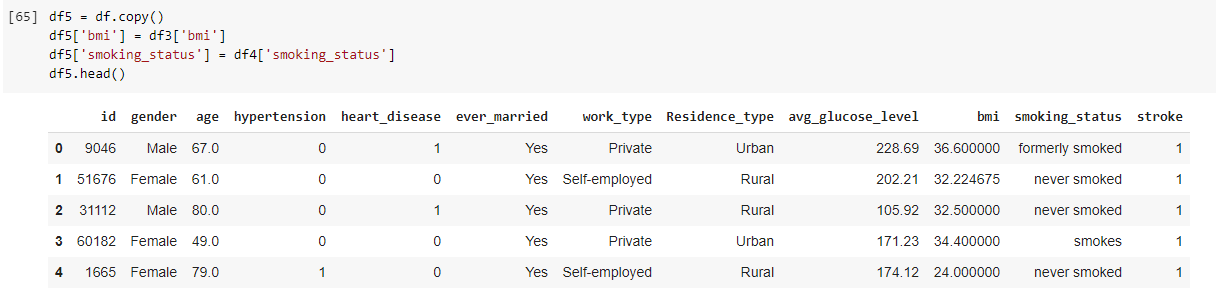 [65] df5 = df.copy()
df5['bmi'] = df3['bmi']
df5['smoking_status'] = df4['smoking_status']
df5.head()
id gender age hypertension heart_disease ever_married work_type Residence_type avg_glucose_level bmi smoking_status stroke
0 9046 Male 67.0 0 1 Yes Private Urban 228.69 36.600000 formerly smoked 1
1 51676 Female 61.0 0 0 Yes Self-employed Rural 202.21 32.224675 never smoked 1
2 31112 Male 80.0 0 1 Yes Private Rural 105.92 32.500000 never smoked 1
3 60182 Female 49.0 0 0 Yes Private Urban 171.23 34.400000 smokes 1
4 1665 Female 79.0 1 0 Yes Self-employed Rural 174.12 24.000000 never smoked 1